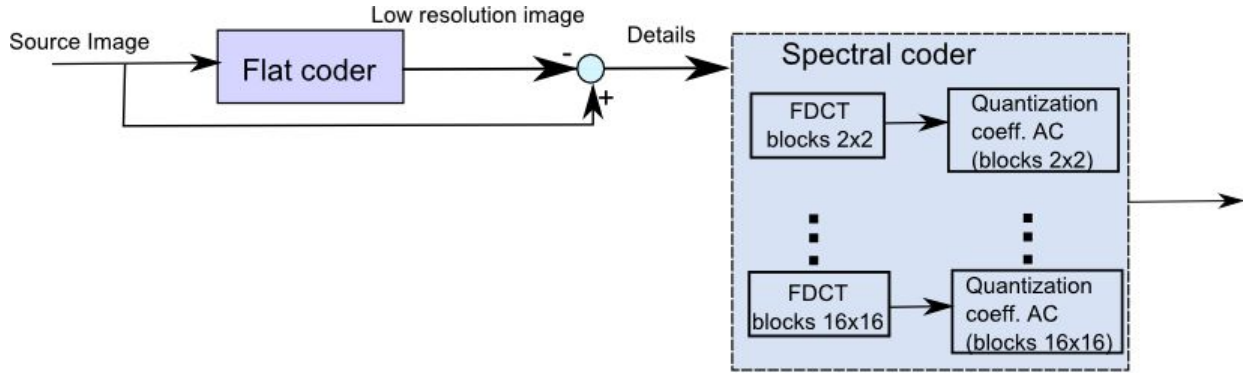 Low resolution image
Source Image
Flat coder
-
+
Details
Spectral coder
FDCT
blocks 2x2
Quantization
coeff. AC
(blocks 2x2)
FDCT
blocks 16x16
Quantization
coeff. AC
(blocks 16x16)